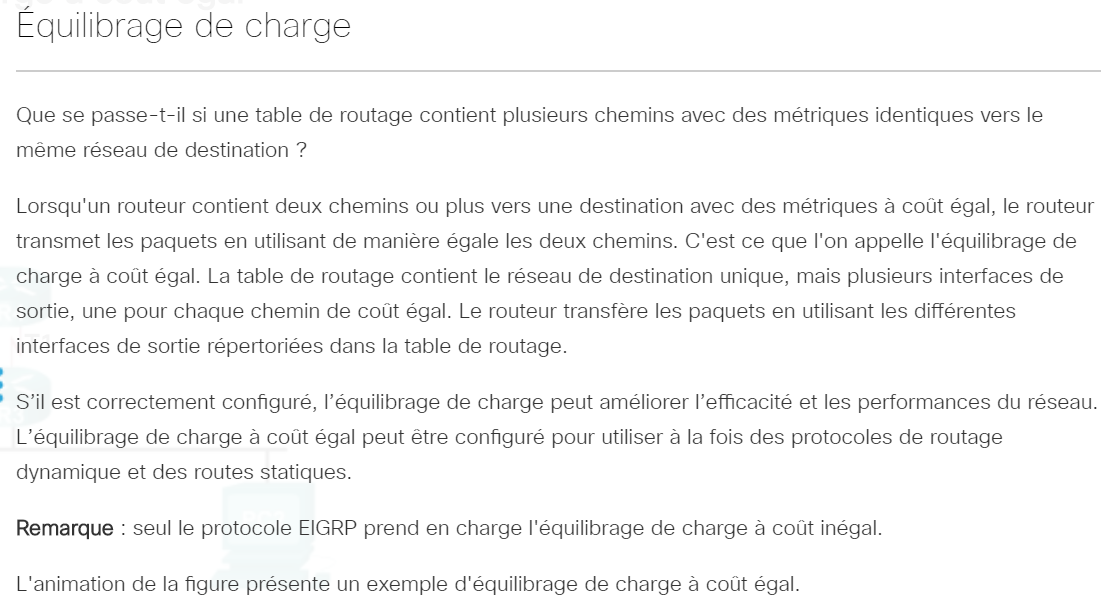 Équilibrage de charge
Que se passe-t-il si une table de routage contient plusieurs chemins avec des métriques identiques vers le
même réseau de destination ?
Lorsqu'un routeur contient deux chemins ou plus vers une destination avec des métriques à coût égal, le routeur
transmet les paquets en utilisant de manière égale les deux chemins. C'est ce que l'on appelle l'équilibrage de
charge à coût égal. La table de routage contient le réseau de destination unique, mais plusieurs interfaces de
sortie, une pour chaque chemin de coût égal. Le routeur transfère les paquets en utilisant les différentes
interfaces de sortie répertoriées dans la table de routage.
S’il est correctement configuré, l’équilibrage de charge peut améliorer l’efficacité et les performances du réseau.
L’équilibrage de charge à coût égal peut être configuré pour utiliser à la fois des protocoles de routage
dynamique et des routes statiques.
Remarque : seul le protocole EIGRP prend en charge l'équilibrage de charge à coût inégal.
L'animation de la figure présente un exemple d'équilibrage de charge à coût égal.